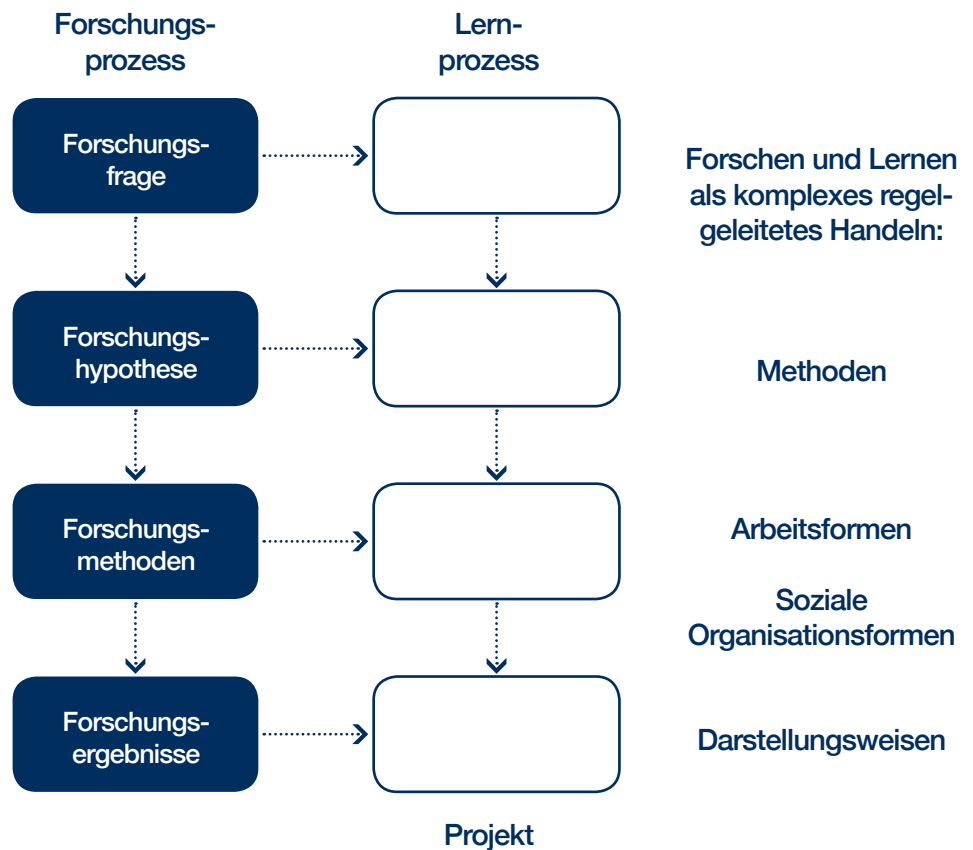 Forschungs-
prozess
Lern-
prozess
Forschungs-
frage
Forschen und Lernen
als komplexes regel-
geleitetes Handeln:
Forschungs-
hypothese
Methoden
Forschungs-
methoden
Arbeitsformen
Soziale
Organisationsformen
Forschungs-
ergebnisse
Darstellungsweisen
Projekt